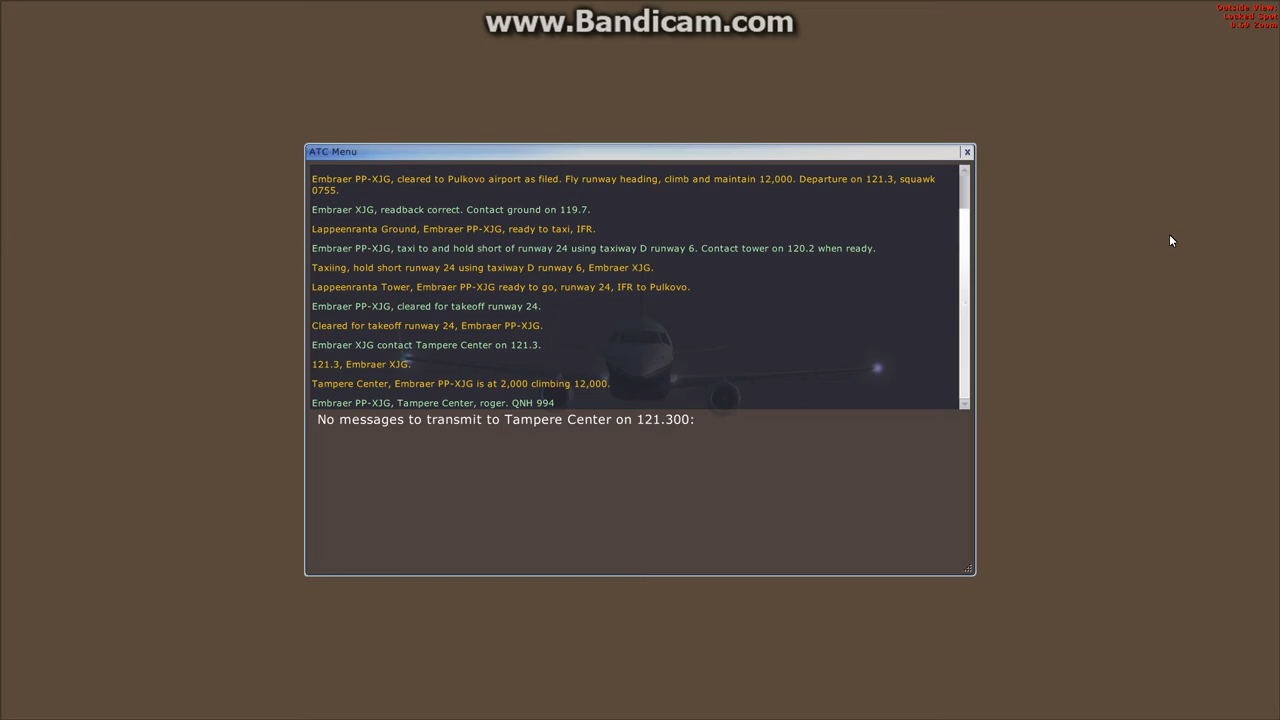 www.Bandicam.com
Outside View:
Locked Spot
0.60 Zoom
ATC Menu
x
Embraer PP-XJG, cleared to Pulkovo airport as filed. Fly runway heading, climb and maintain 12,000. Departure on 121.3, squawk
0755.
Embraer XJG, readback correct. Contact ground on 119.7.
Lappeenranta Ground, Embraer PP-XJG, ready to taxi, IFR.
Embraer PP-XJG, taxi to and hold short of runway 24 using taxiway D runway 6. Contact tower on 120.2 when ready.
Taxiing, hold short runway 24 using taxiway D runway 6, Embraer XJG.
Lappeenranta Tower, Embraer PP-XJG ready to go, runway 24, IFR to Pulkovo.
Embraer PP-XJG, cleared for takeoff runway 24.
Cleared for takeoff runway 24, Embraer PP-XJG.
Embraer XJG contact Tampere Center on 121.3.
121.3, Embraer XJG.
Tampere Center, Embraer PP-XJG is at 2,000 climbing 12,000.
Embraer PP-XJG, Tampere Center, roger. QNH 994
No messages to transmit to Tampere Center on 121.300: